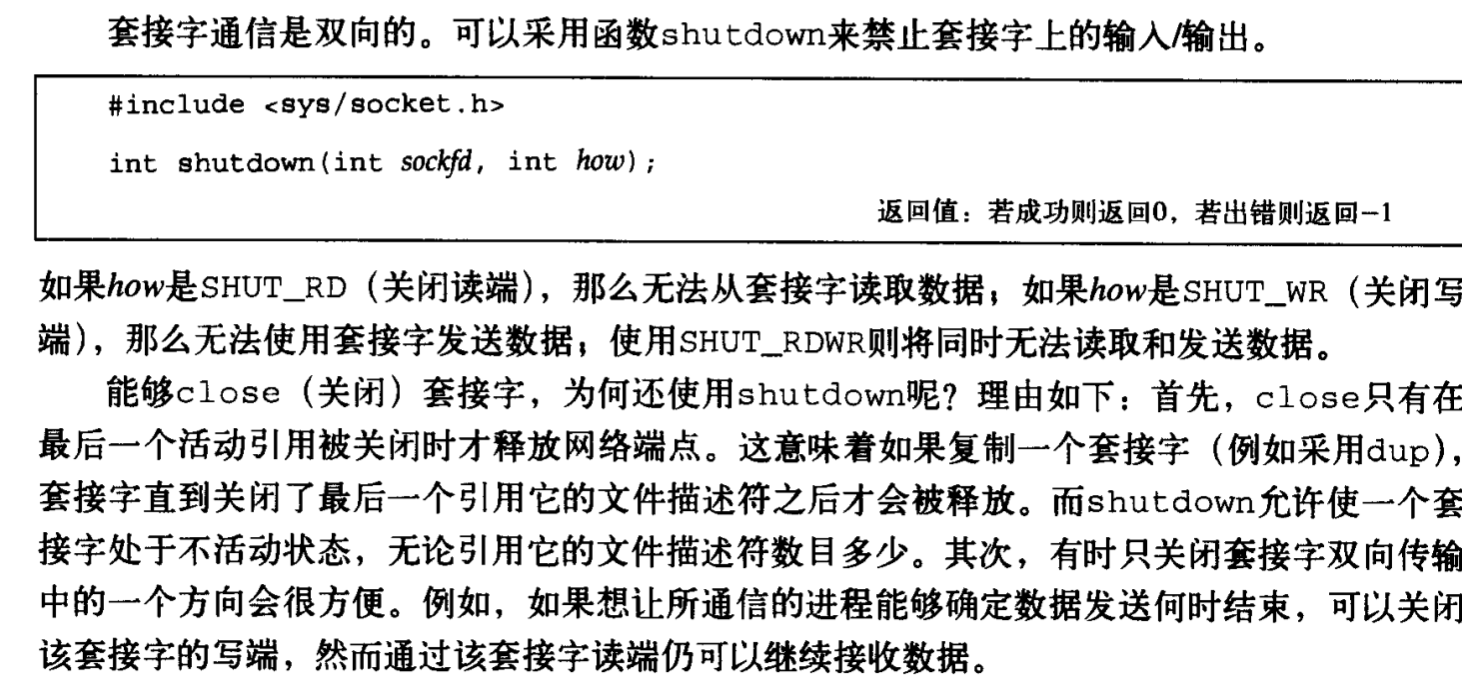 套接字通信是双向的。可以采用函数shutdown来禁止套接字上的输入/输出。
#include <sys/socket.h>
int shutdown(int sockfd, int how);
返回值：若成功则返回0，若出错则返回-1
如果how是SHUT_RD（关闭读端），那么无法从套接字读取数据；如果how是SHUT_WR（关闭写
端），那么无法使用套接字发送数据；使用SHUT_RDWR则将同时无法读取和发送数据。
能够close（关闭）套接字，为何还使用shutdown呢？理由如下：首先，close只有在
最后一个活动引用被关闭时才释放网络端点。这意味着如果复制一个套接字（例如采用dup），
套接字直到关闭了最后一个引用它的文件描述符之后才会被释放。而shutdown允许使一个套
接字处于不活动状态，无论引用它的文件描述符数目多少。其次，有时只关闭套接字双向传输
中的一个方向会很方便。例如，如果想让所通信的进程能够确定数据发送何时结束，可以关闭
该套接字的写端，然而通过该套接字读端仍可以继续接收数据。